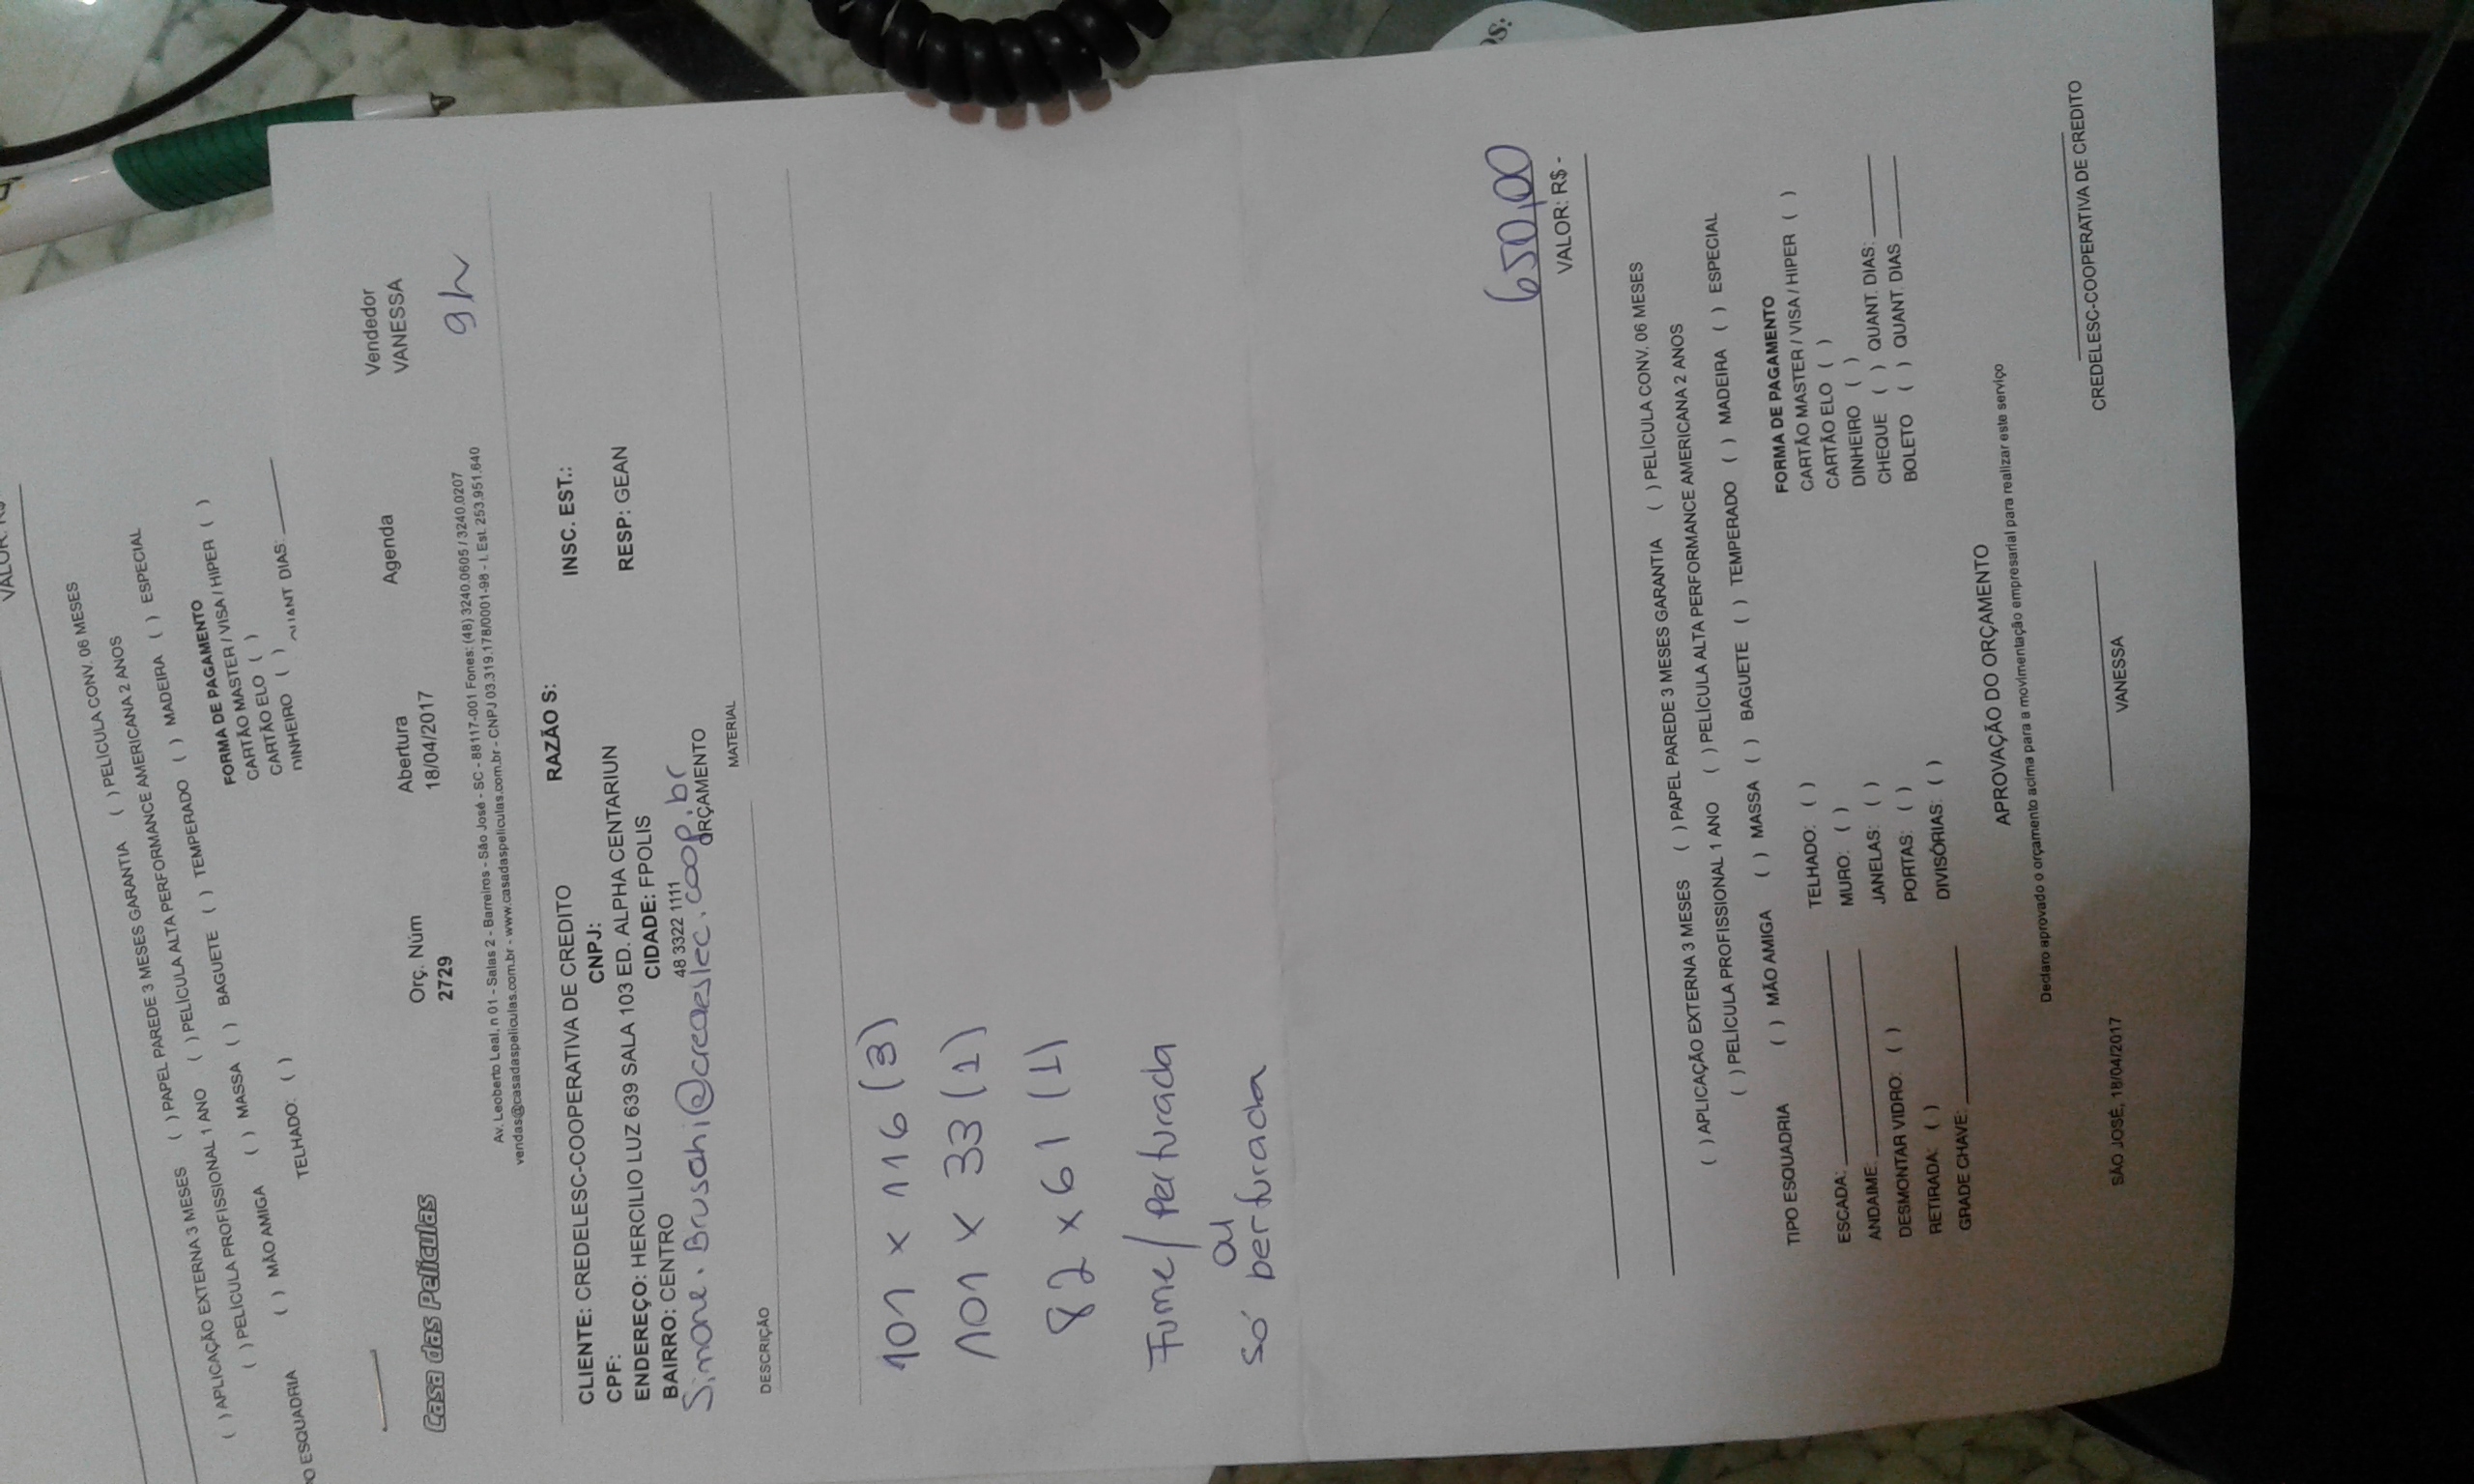 VALOR: R$
( ) APLICAÇÃO EXTERNA 3 MESES ( ) PAPEL PAREDE 3 MESES GARANTIA ( ) PELÍCULA CONV. 06 MESES
( ) PELÍCULA PROFISSIONAL 1 ANO ( ) PELÍCULA ALTA PERFORMANCE AMERICANA 2 ANOS
( ) MÃO AMIGA ( ) MASSA ( ) BAGUETE ( ) TEMPERADO ( ) MADEIRA ( ) ESPECIAL
O ESQUADRIA
TELHADO: ( )
FORMA DE PAGAMENTO
CARTÃO MASTER / VISA / HIPER ( )
CARTÃO ELO ( )
DINHEIRO ( )
DIAS:
Casa das Películas
Orç. Núm Abertura Agenda Vendedor
2729 18/04/2017 VANESSA
9h
Av. Leoberto Leal, n 01 - Salas 2 - Barreiros - São José - SC - 88117-001 Fones: (48) 3240.0605 / 3240.0207
vendas@casadaspeliculas.com.br - www.casadaspeliculas.com.br - CNPJ 03.319.178/0001-98 - I. Est. 253.951.640
CLIENTE: CREDELESC-COOPERATIVA DE CREDITO RAZÃO S:
CPF: CNPJ: INSC. EST.:
ENDEREÇO: HERCILIO LUZ 639 SALA 103 ED. ALPHA CENTARIUN
BAIRRO: CENTRO CIDADE: FPOLIS RESP: GEAN
48 3322 1111
Simone.Bruschi@credeslec.coop.br
ORÇAMENTO
DESCRIÇÃO MATERIAL
101 x 116 (3)
101 x 33 (1)
82 x 61 (1)
Fume/Perfurada
ou
só perfurada
650,00
VALOR: R$ -
( ) APLICAÇÃO EXTERNA 3 MESES ( ) PAPEL PAREDE 3 MESES GARANTIA ( ) PELÍCULA CONV. 06 MESES
( ) PELÍCULA PROFISSIONAL 1 ANO ( ) PELÍCULA ALTA PERFORMANCE AMERICANA 2 ANOS
( ) MÃO AMIGA ( ) MASSA ( ) BAGUETE ( ) TEMPERADO ( ) MADEIRA ( ) ESPECIAL
TIPO ESQUADRIA
FORMA DE PAGAMENTO
TELHADO: ( ) CARTÃO MASTER / VISA / HIPER ( )
ESCADA: MURO: ( ) CARTÃO ELO ( )
ANDAIME: JANELAS: ( ) DINHEIRO ( )
DESMONTAR VIDRO: ( ) PORTAS: ( ) CHEQUE ( ) QUANT. DIAS:
RETIRADA: ( ) DIVISÓRIAS: ( ) BOLETO ( ) QUANT. DIAS
GRADE CHAVE:
APROVAÇÃO DO ORÇAMENTO
Declaro aprovado o orçamento acima para a movimentação empresarial para realizar este serviço
SÃO JOSÉ, 18/04/2017 VANESSA CREDELESC-COOPERATIVA DE CREDITO